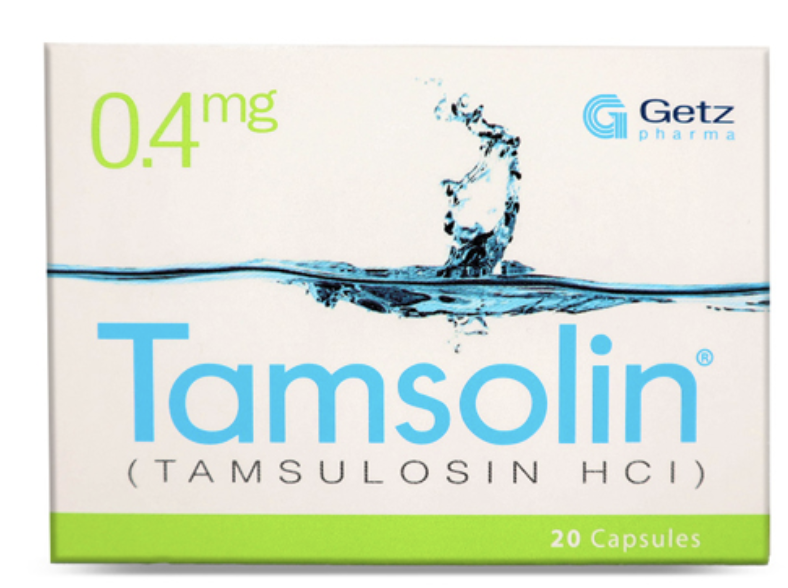 0.4mg
Getz
pharma
Tamsolin®
(TAMSULOSIN HCl)
20 Capsules